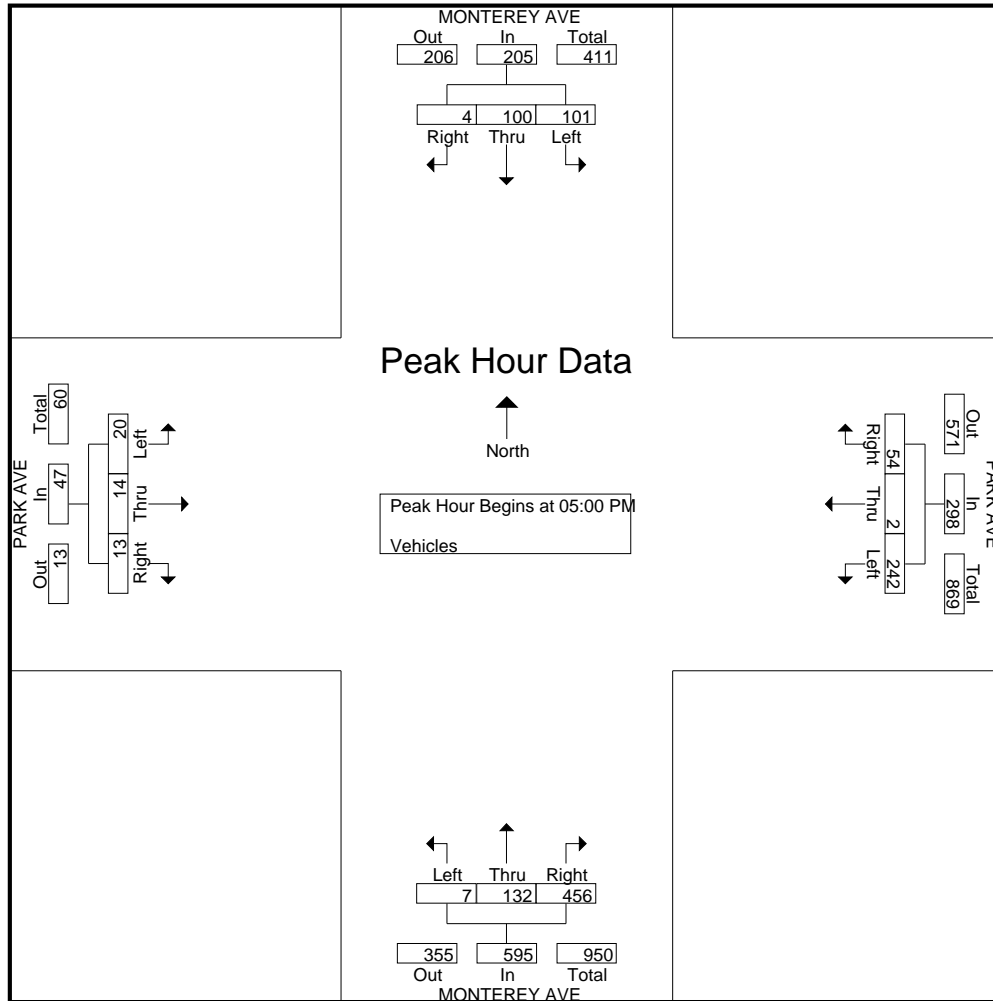 MONTEREY AVE
Out In Total
206 205 411
4 100 101
Right Thru Left
Peak Hour Data
North
Peak Hour Begins at 05:00 PM
Vehicles
PARK AVE
Total In Out
60 47 13
20 14 13
Left Thru Right
PARK AVE
Out In Total
571 298 869
54 2 242
Right Thru Left
Left Thru Right
7 132 456
355 595 950
Out In Total
MONTEREY AVE